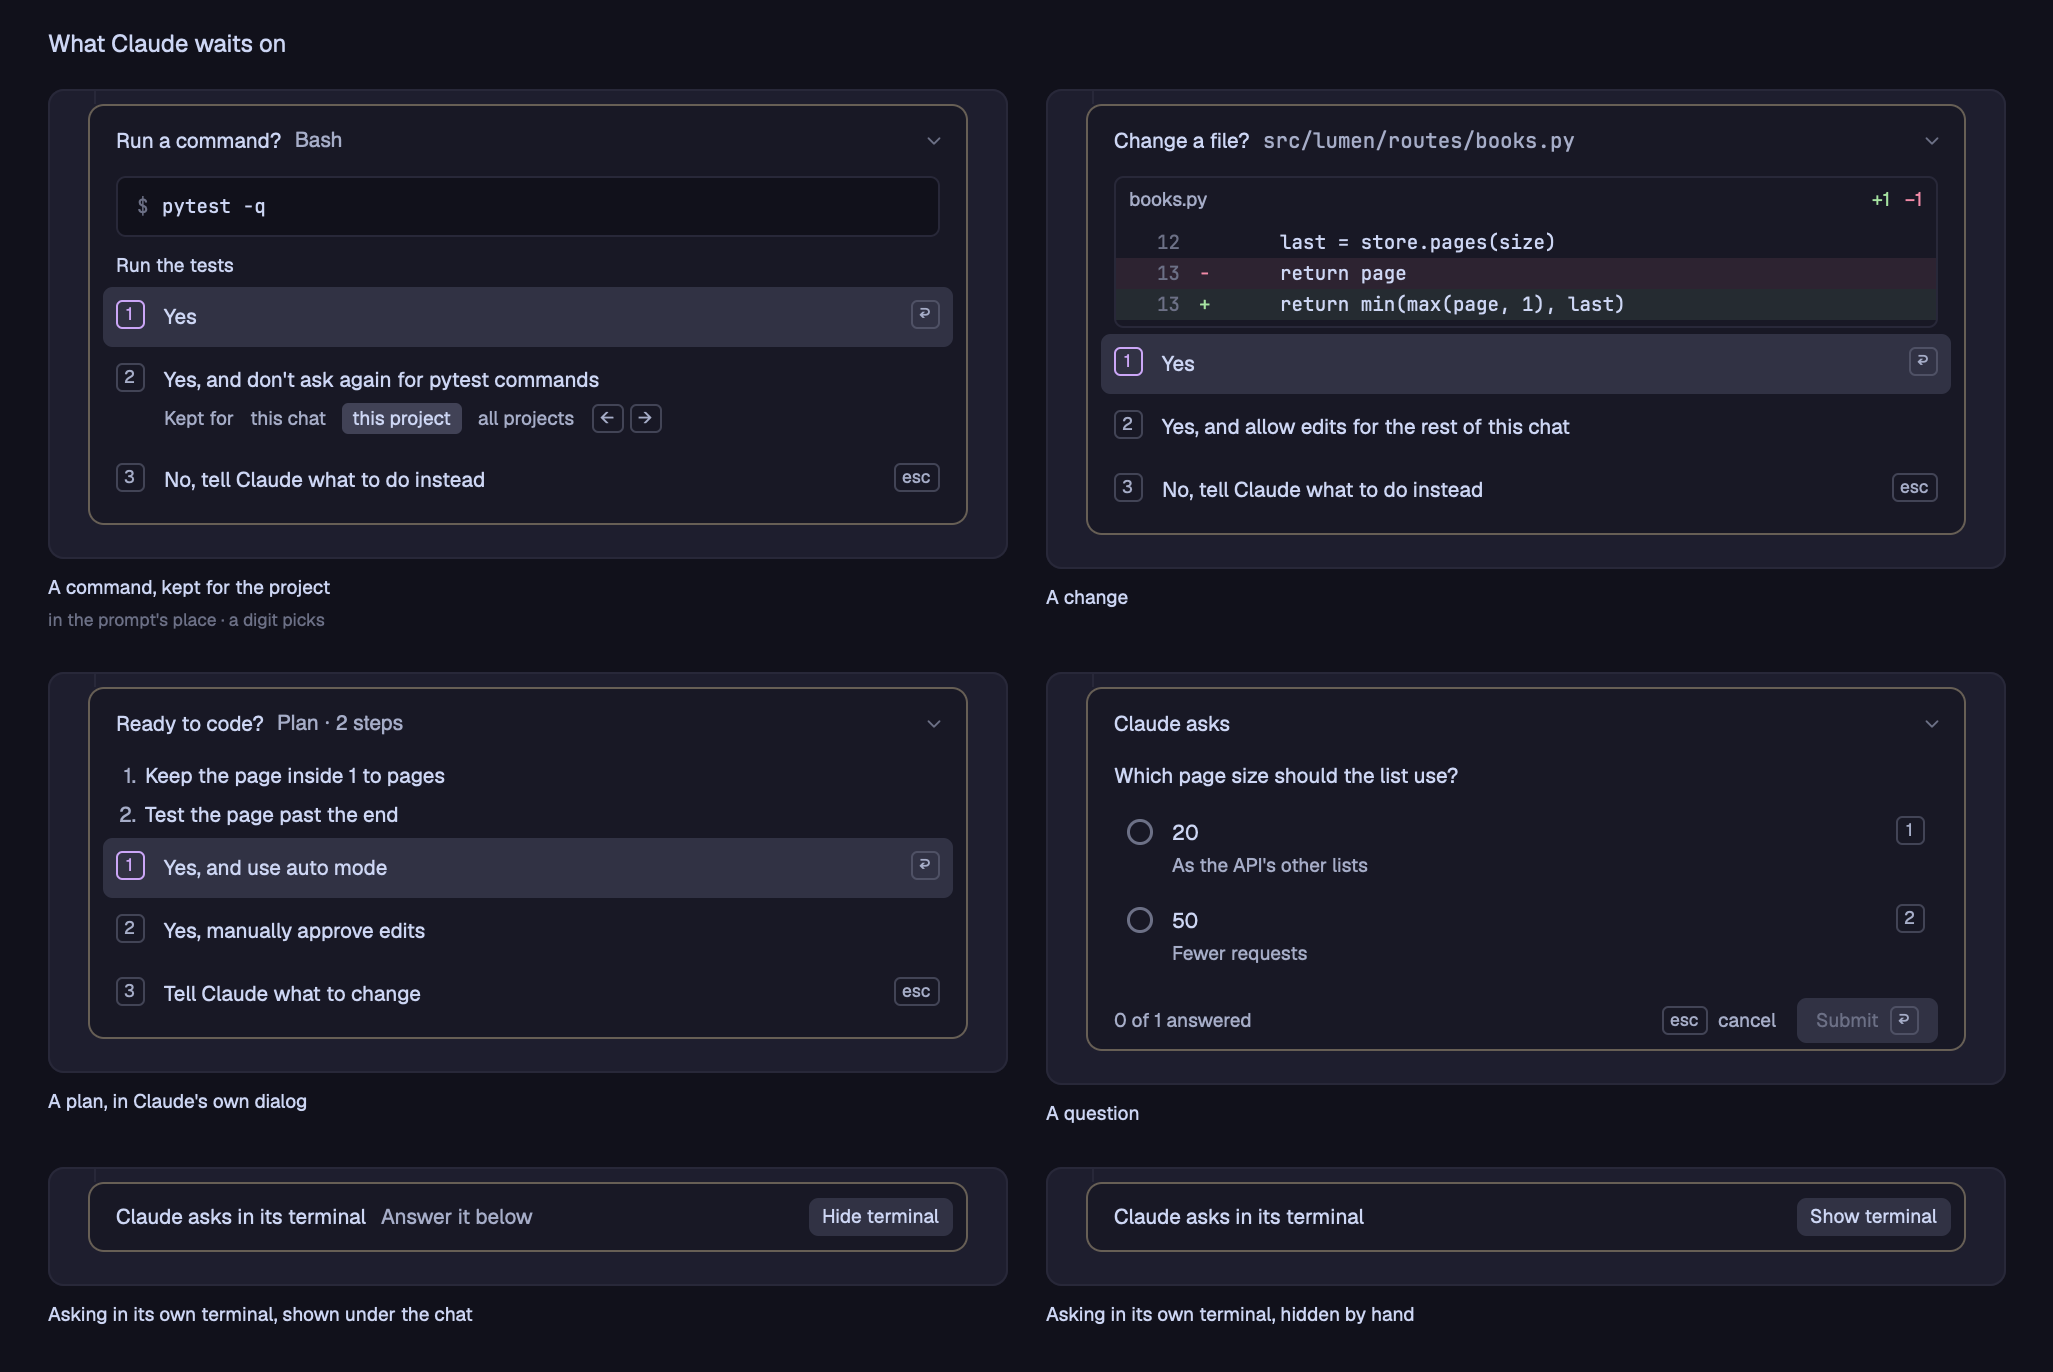 What Claude waits on
Run a command? Bash
$ pytest -q
Run the tests
1 Yes
2 Yes, and don't ask again for pytest commands
Kept for this chat this project all projects ← →
3 No, tell Claude what to do instead esc
A command, kept for the project
in the prompt's place · a digit picks
Change a file? src/lumen/routes/books.py
books.py +1 −1
12 last = store.pages(size)
13 - return page
13 + return min(max(page, 1), last)
1 Yes
2 Yes, and allow edits for the rest of this chat
3 No, tell Claude what to do instead esc
A change
Ready to code? Plan · 2 steps
1. Keep the page inside 1 to pages
2. Test the page past the end
1 Yes, and use auto mode
2 Yes, manually approve edits
3 Tell Claude what to change esc
A plan, in Claude's own dialog
Claude asks
Which page size should the list use?
20 1
As the API's other lists
50 2
Fewer requests
0 of 1 answered esc cancel Submit
A question
Claude asks in its terminal Answer it below Hide terminal
Asking in its own terminal, shown under the chat
Claude asks in its terminal Show terminal
Asking in its own terminal, hidden by hand